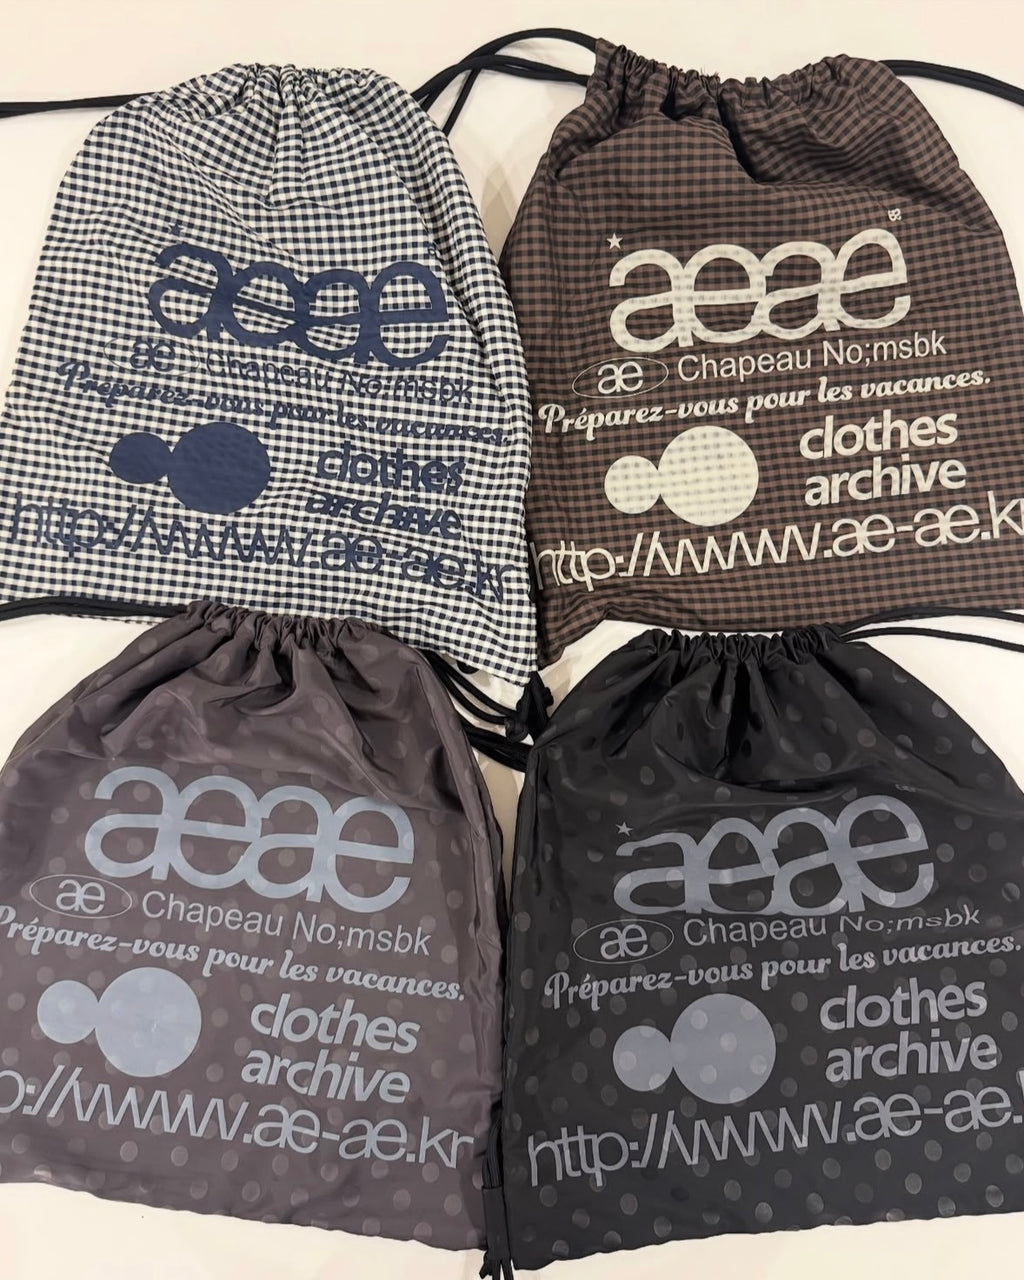 aeae
ae Chapeau No;msbk
Préparez-vous pour les vacances.
clothes
archive
http://www.ae-ae.kr
aeae
ae Chapeau No;msbk
Préparez-vous pour les vacances.
clothes
archive
http://www.ae-ae.kr
aeae
ae Chapeau No;msbk
Préparez-vous pour les vacances.
clothes
archive
p://www.ae-ae.kr
aeae
ae Chapeau No;msbk
Préparez-vous pour les vacances.
clothes
archive
http://www.ae-ae.